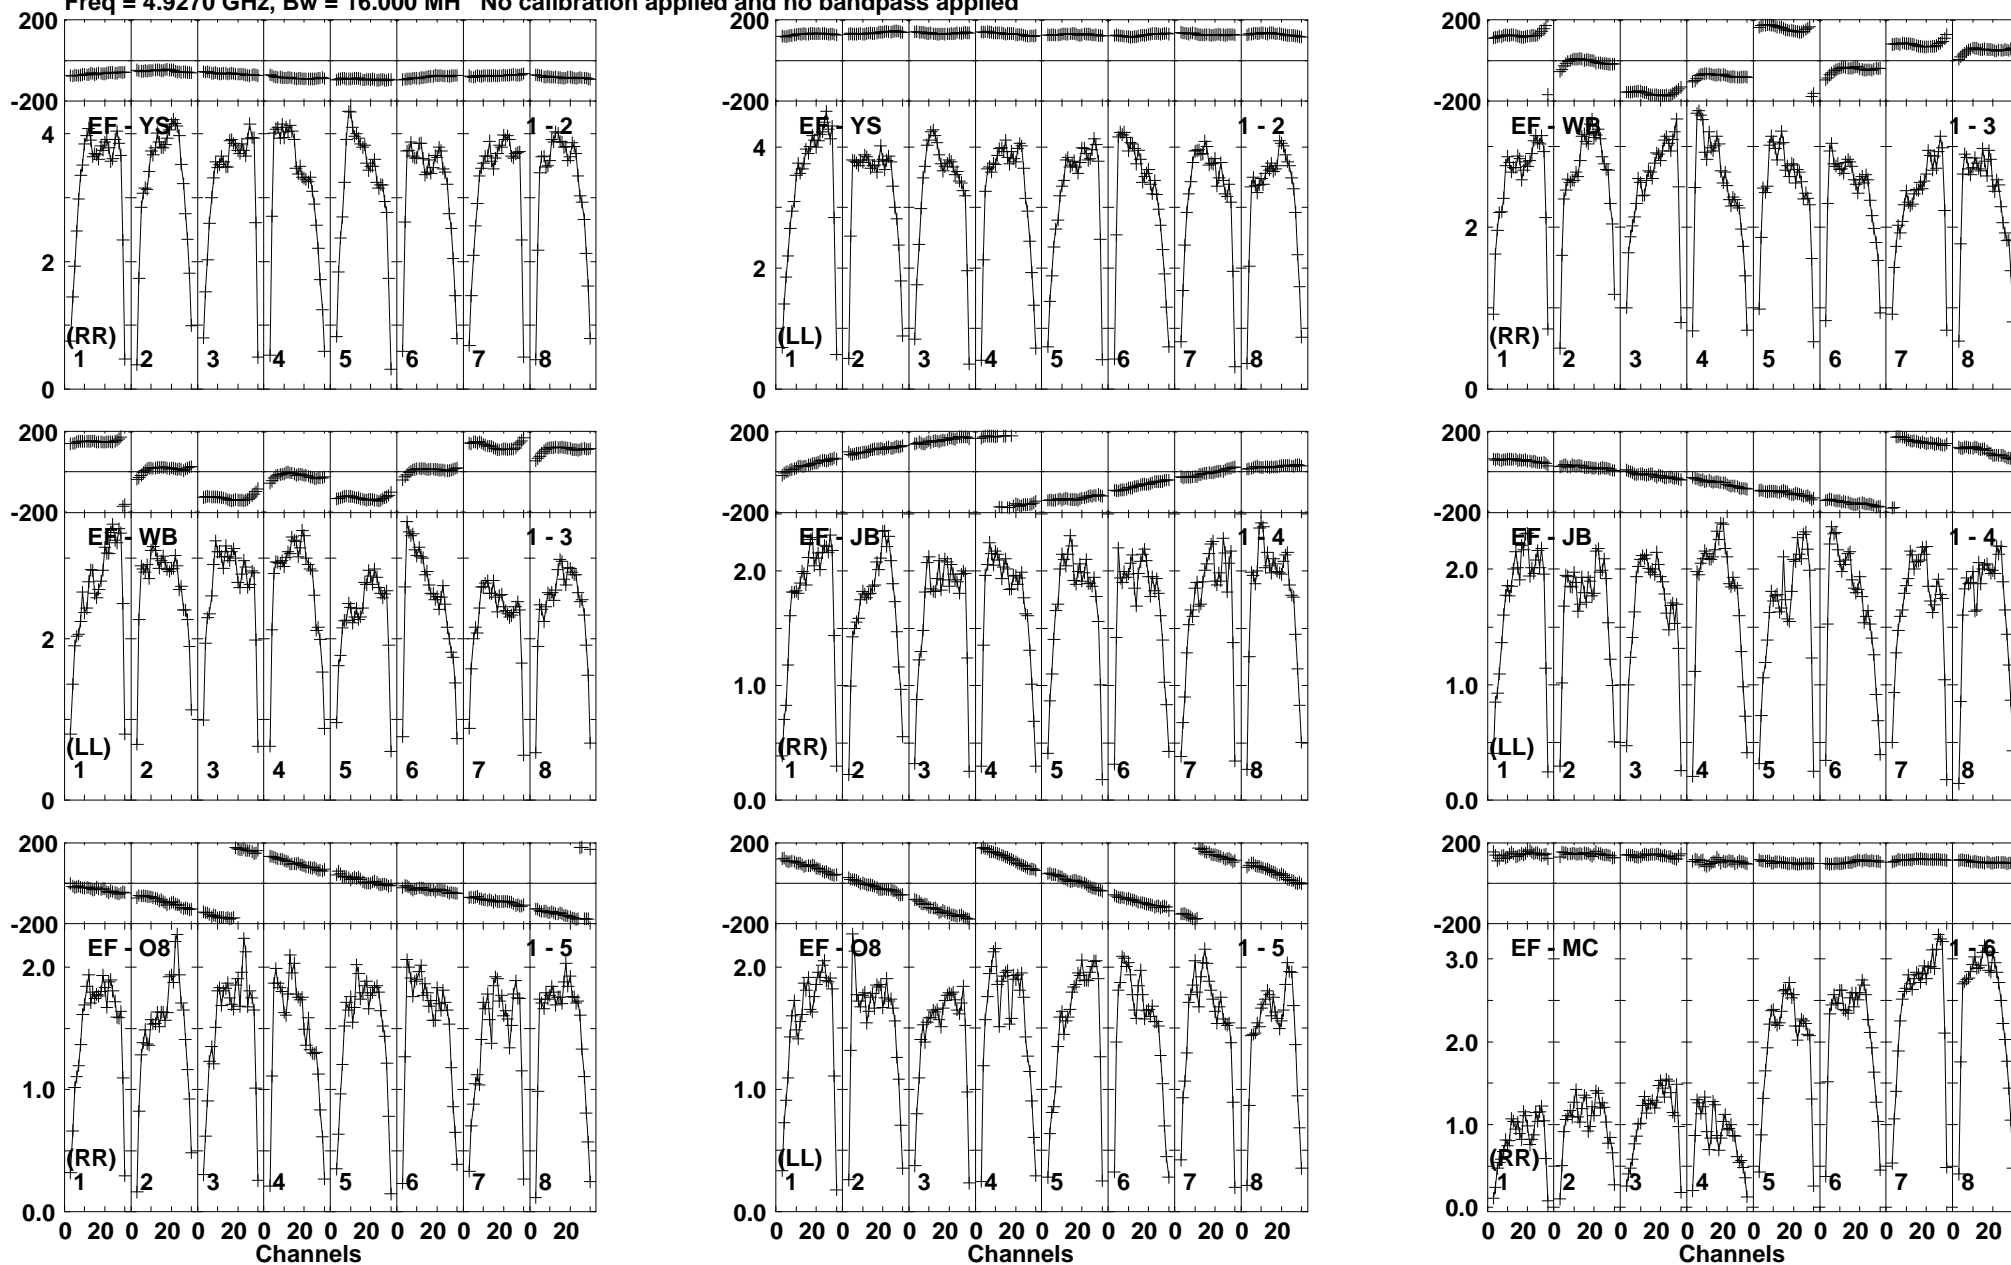 Freq = 4.9270 GHz, Bw = 16.000 MH No calibration applied and no bandpass applied
200 200 200
-200 -200 -200
EF - YS 1 - 2 EF - YS 1 - 2 EF - WB 1 - 3
4 4
2 2 2
(RR) (LL) (RR)
1 2 3 4 5 6 7 8 1 2 3 4 5 6 7 8 1 2 3 4 5 6 7 8
0 0 0
200 200 200
-200 -200 -200
EF - WB 1 - 3 EF - JB 1 - 4 EF - JB 1 - 4
2.0 2.0
2
1.0 1.0
(LL) (RR) (LL)
1 2 3 4 5 6 7 8 1 2 3 4 5 6 7 8 1 2 3 4 5 6 7 8
0 0.0 0.0
200 200 200
-200 -200 -200
EF - O8 1 - 5 EF - O8 1 - 5 EF - MC 1 - 6
2.0 2.0 3.0
2.0
1.0 1.0 1.0
(RR) (LL) (RR)
1 2 3 4 5 6 7 8 1 2 3 4 5 6 7 8 1 2 3 4 5 6 7 8
0.0 0.0 0.0
0 20 0 20 0 20 0 20 0 20 0 20 0 20 0 20 0 20 0 20 0 20 0 20 0 20 0 20 0 20 0 20 0 20 0 20 0 20 0 20 0 20 0 20 0 20 0 20
Channels Channels Channels